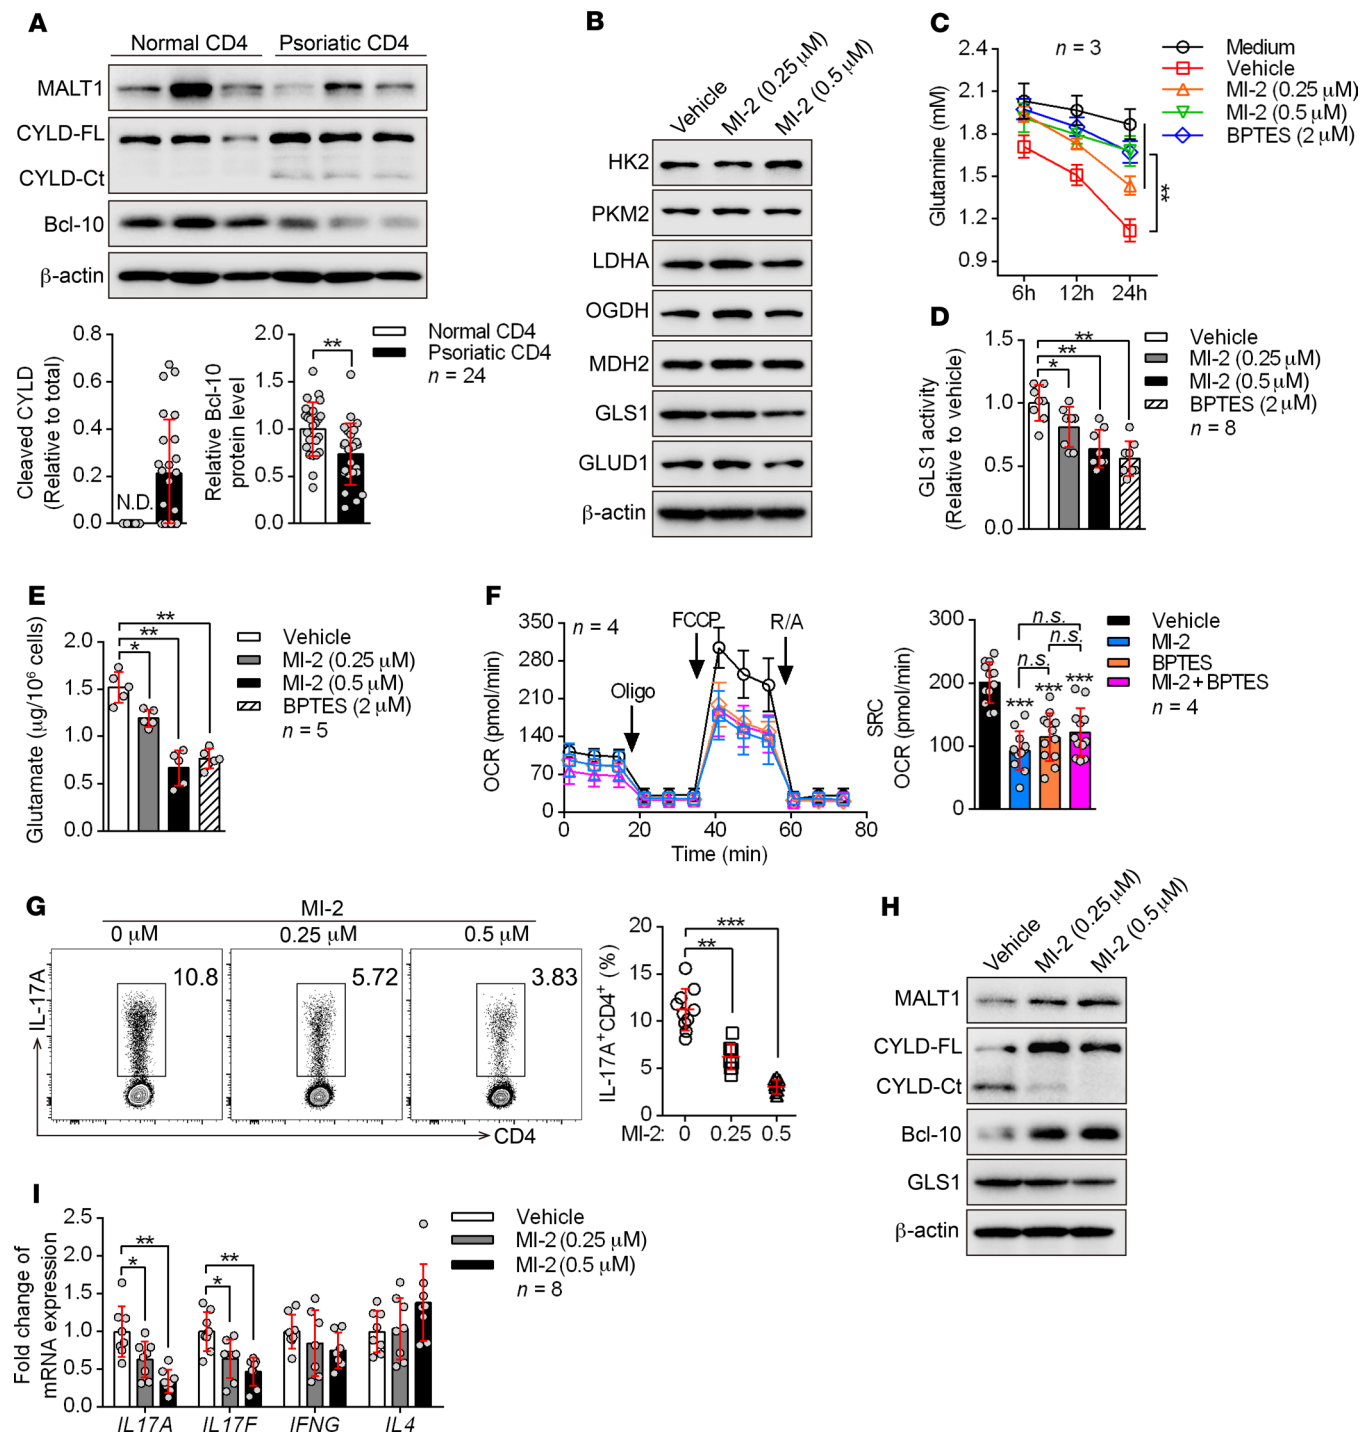 A
Normal CD4 Psoriatic CD4
MALT1
CYLD-FL
CYLD-Ct
Bcl-10
β-actin
Cleaved CYLD
(Relative to total)
0.8
0.6
0.4
0.2
0.0
N.D.
Relative Bcl-10
protein level
2.0
1.5
1.0
0.5
0.0
**
Normal CD4
Psoriatic CD4
n = 24
B
Vehicle
MI-2 (0.25 μM)
MI-2 (0.5 μM)
HK2
PKM2
LDHA
OGDH
MDH2
GLS1
GLUD1
β-actin
C
Glutamine (mM)
2.4
2.1
1.8
1.5
1.2
0.9
n = 3
6h 12h 24h
**
Medium
Vehicle
MI-2 (0.25 μM)
MI-2 (0.5 μM)
BPTES (2 μM)
D
GLS1 activity
(Relative to vehicle)
1.5
1.0
0.5
0.0
**
**
*
Vehicle
MI-2 (0.25 μM)
MI-2 (0.5 μM)
BPTES (2 μM)
n = 8
E
Glutamate (μg/10⁶ cells)
2.0
1.5
1.0
0.5
0.0
**
**
*
Vehicle
MI-2 (0.25 μM)
MI-2 (0.5 μM)
BPTES (2 μM)
n = 5
F
OCR (pmol/min)
350
280
210
140
70
0
n = 4
Oligo
FCCP
R/A
0 20 40 60 80
Time (min)
SRC
OCR (pmol/min)
300
200
100
0
n.s.
n.s.
n.s.
*** *** ***
Vehicle
MI-2
BPTES
MI-2+BPTES
n = 4
G
MI-2
0 μM 0.25 μM 0.5 μM
10.8 5.72 3.83
IL-17A
CD4
IL-17A⁺CD4⁺ (%)
20
15
10
5
0
***
**
MI-2: 0 0.25 0.5
H
Vehicle
MI-2 (0.25 μM)
MI-2 (0.5 μM)
MALT1
CYLD-FL
CYLD-Ct
Bcl-10
GLS1
β-actin
I
Fold change of
mRNA expression
2.5
2.0
1.5
1.0
0.5
0.0
**
*
**
*
IL17A IL17F IFNG IL4
Vehicle
MI-2 (0.25 μM)
MI-2 (0.5 μM)
n = 8